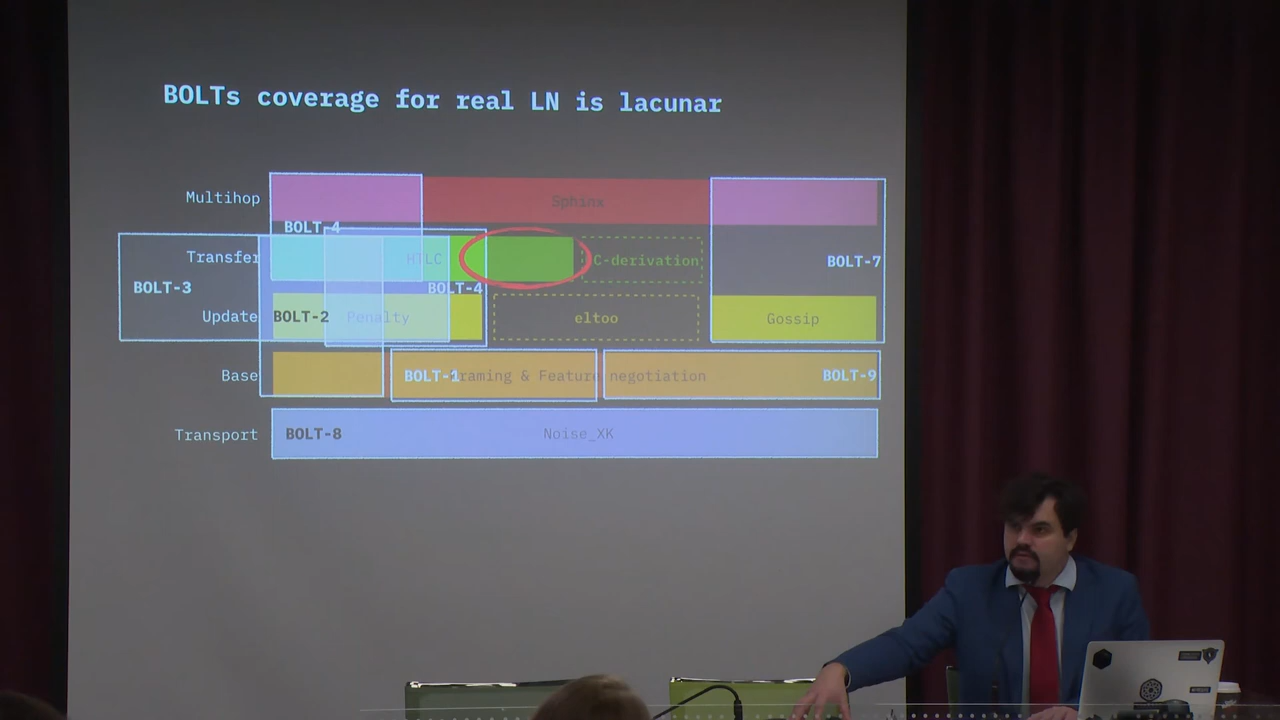 BOLTs coverage for real LN is lacunar
Multihop
Sphinx
BOLT-4
Transfer
HTLC
C-derivation
BOLT-7
BOLT-3
BOLT-4
Update
BOLT-2
Penalty
eltoo
Gossip
Base
BOLT-1
raming & Feature negotiation
BOLT-9
Transport
BOLT-8
Noise_XK